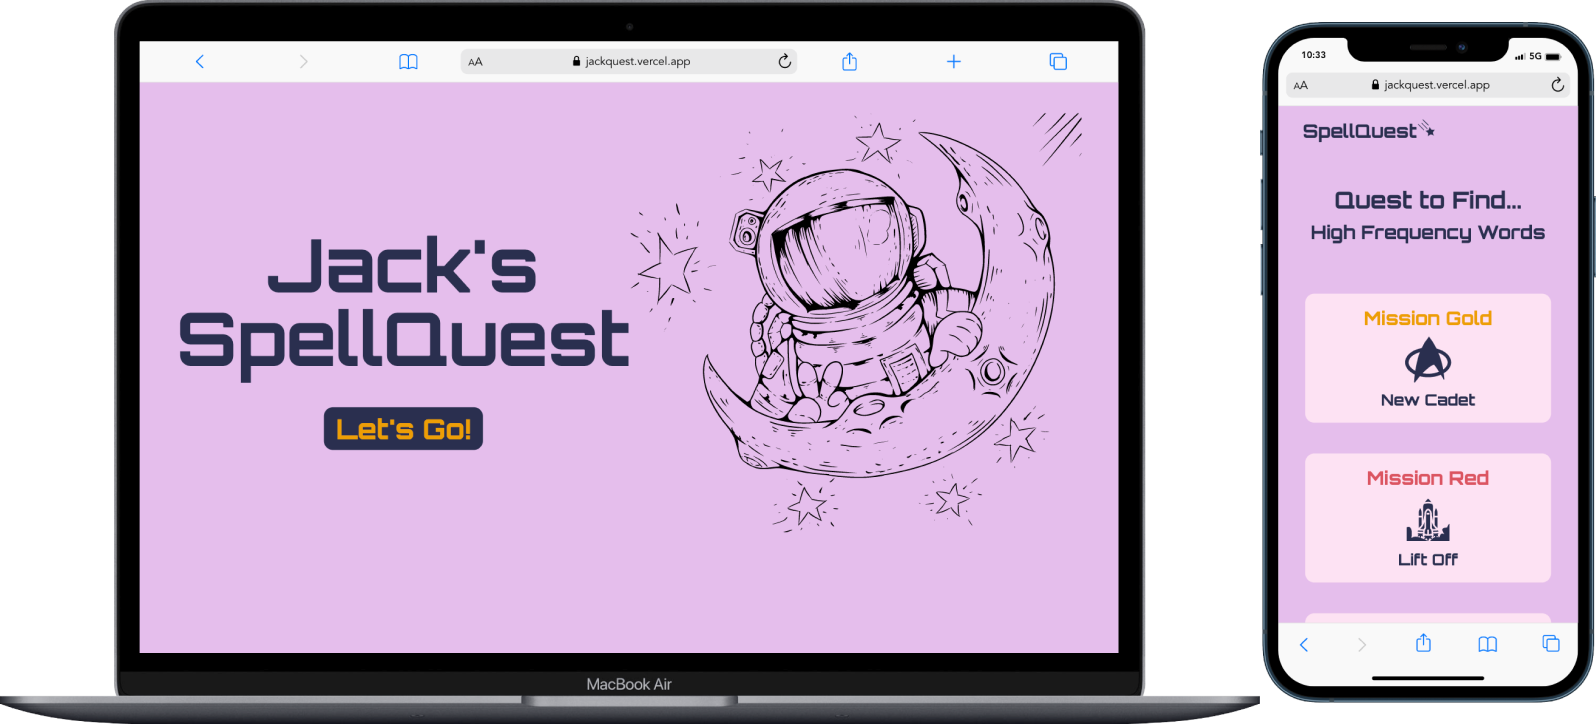 AA jackquest.vercel.app
Jack's
SpellQuest
Let's Go!
MacBook Air
10:33 5G
AA jackquest.vercel.app
SpellQuest
Quest to Find...
High Frequency Words
Mission Gold
New Cadet
Mission Red
Lift Off